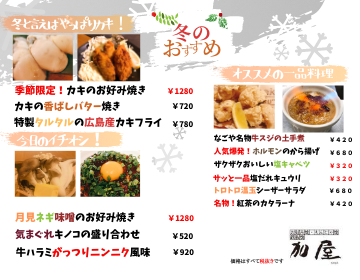 冬と言えばやっぱりカキ！
季節限定！カキのお好み焼き ￥1280
カキの香ばしバター焼き ￥720
特製タルタルの広島産カキフライ ￥780
今日のイチオシ！
月見ネギ味噌のお好み焼き ￥1280
気まぐれキノコの盛り合わせ ￥520
牛ハラミがっつりニンニク風味 ￥920
冬の
おすすめ
オススメの一品料理
なごや名物牛スジの土手煮 ￥420
人気爆発！ホルモンのから揚げ ￥680
ザクザクおいしい塩キャベツ ￥320
サッと一品塩だれキュウリ ￥320
トロトロ温玉シーザーサラダ ￥680
名物！紅茶のカタラーナ ￥420
加屋
価格はすべて税抜きです